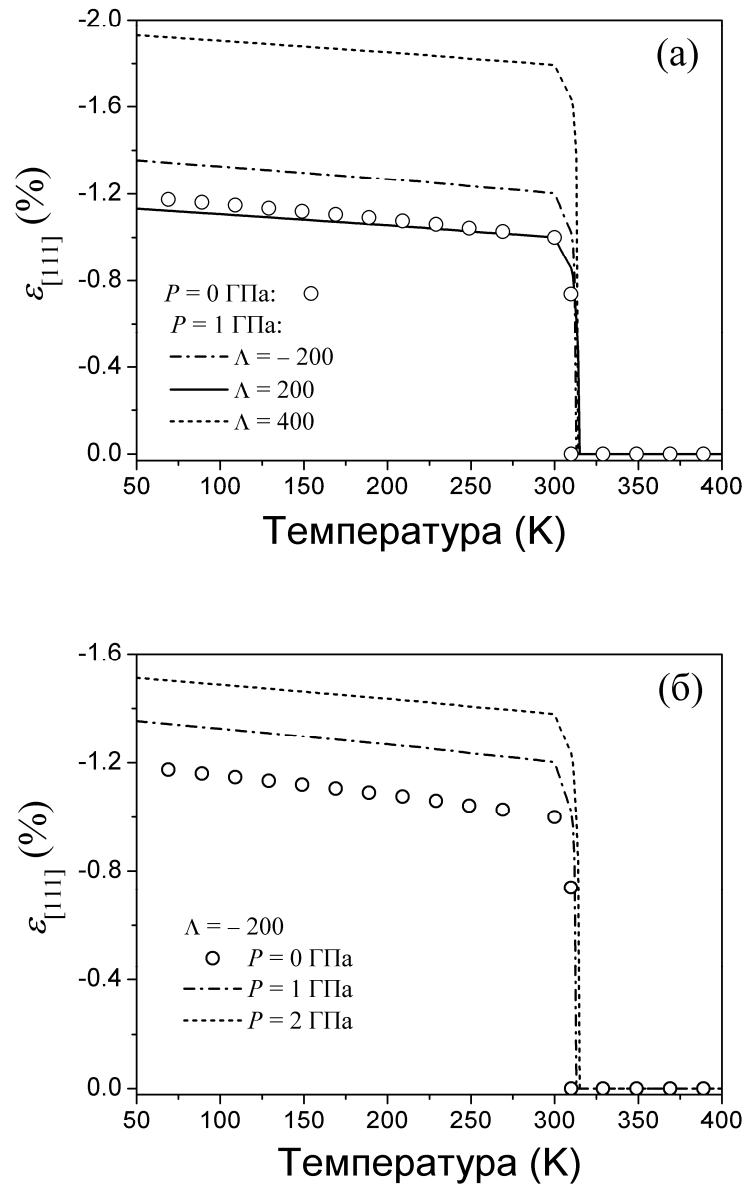 (а)
-2.0
-1.6
-1.2
-0.8
-0.4
0.0
ε[111] (%)
P = 0 ГПа:
P = 1 ГПа:
Λ = – 200
Λ = 200
Λ = 400
50 100 150 200 250 300 350 400
Температура (K)
(б)
-1.6
-1.2
-0.8
-0.4
0.0
ε[111] (%)
Λ = – 200
P = 0 ГПа
P = 1 ГПа
P = 2 ГПа
50 100 150 200 250 300 350 400
Температура (K)